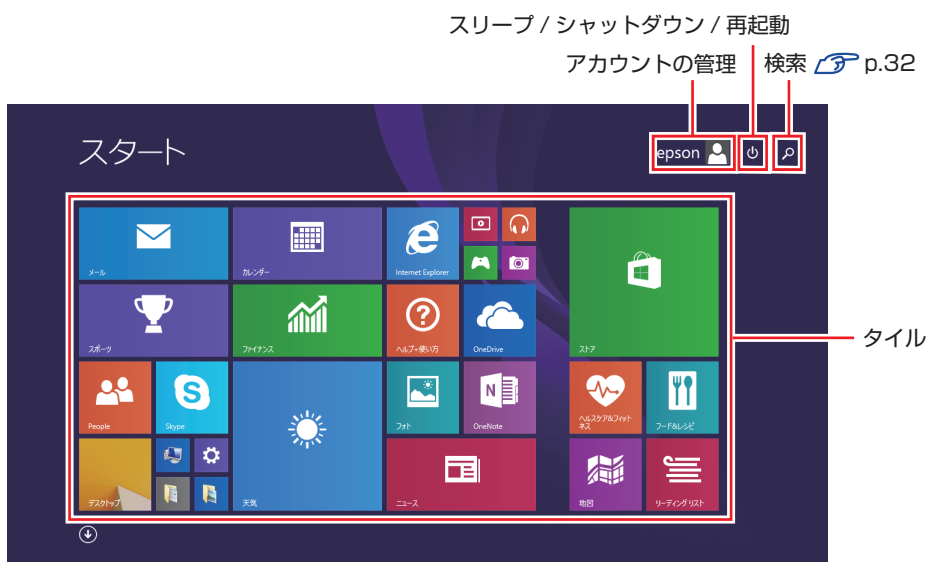 スリープ / シャットダウン / 再起動
アカウントの管理
検索 p.32
スタート
epson
メール
カレンダー
Internet Explorer
スポーツ
ファイナンス
ヘルプ+使い方
OneDrive
ストア
タイル
People
Skype
フォト
OneNote
ヘルスケア&フィット
ネス
フード&レシピ
デスクトップ
天気
ニュース
地図
リーディング リスト